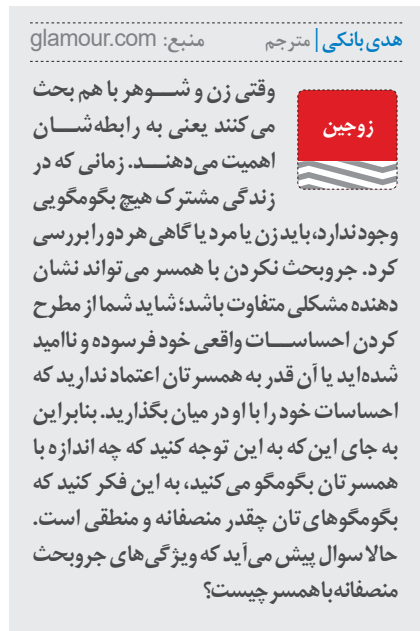 هدی بانکی | مترجم منبع: glamour.com
زوجین
وقتی زن و شـــوهر با هم بحث
می‌کنند یعنی به رابطه‌شـــان
اهمیت می‌دهنـــد. زمانی که در
زندگی مشترک هیچ بگومگویی
وجود ندارد، باید زن یا مرد یا گاهی هر دو را بررسی
کرد. جر‌و‌بحث نکردن با همسر می‌تواند نشان
دهنده مشکلی متفاوت باشد؛ شاید شما از مطرح
کردن احساســـات واقعی خود فرسوده و ناامید
شده‌اید یا آن قدر به همسرتان اعتماد ندارید که
احساسات خود را با او در میان بگذارید. بنابراین
به جای این که به این توجه کنید که چه اندازه با
همسرتان بگومگو می‌کنید، به این فکر کنید که
بگومگوهای‌تان چقدر منصفانه و منطقی است.
حالا سوال پیش می‌آید که ویژگی‌های جر‌و‌بحث
منصفانه با همسر چیست؟